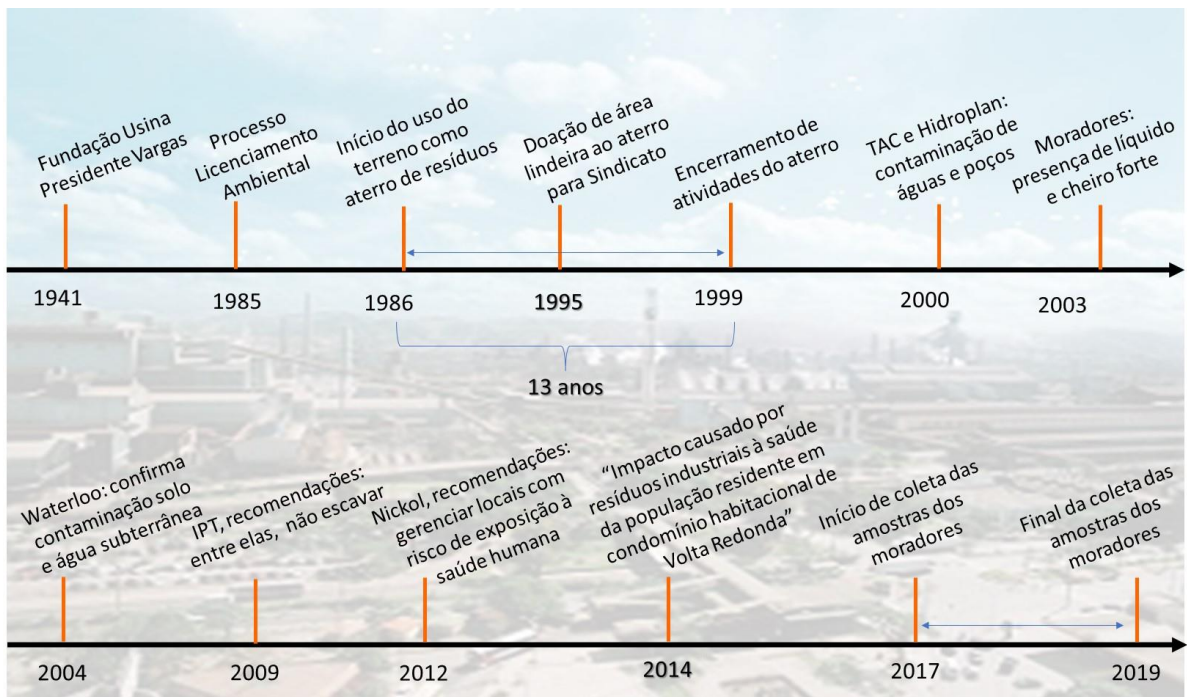 Fundação Usina
Presidente Vargas
Processo
Licenciamento
Ambiental
Início do uso do
terreno como
aterro de resíduos
Doação de área
lindeira ao aterro
para Sindicato
Encerramento de
atividades do aterro
TAC e Hidroplan:
contaminação de
águas e poços
Moradores:
presença de líquido
e cheiro forte
1941
1985
1986
1995
1999
2000
2003
13 anos
Waterloo: confirma
contaminação solo
e água subterrânea
IPT, recomendações:
entre elas, não escavar
Nickol, recomendações:
gerenciar locais com
risco de exposição à
saúde humana
“Impacto causado por
resíduos industriais à saúde
da população residente em
condomínio habitacional de
Volta Redonda”
Início de coleta das
amostras dos
moradores
Final da coleta das
amostras dos
moradores
2004
2009
2012
2014
2017
2019